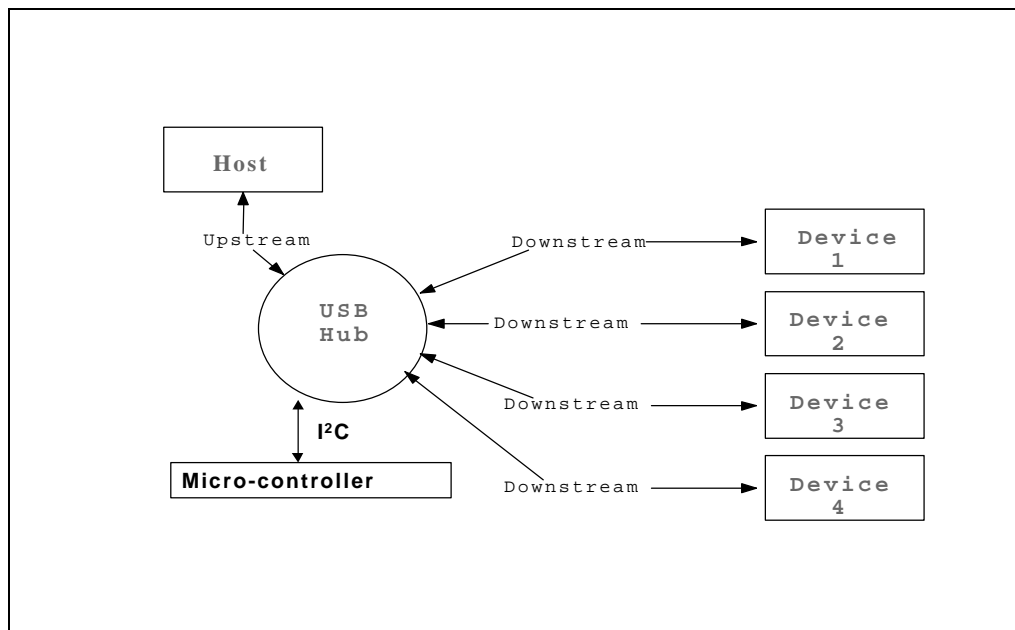 Host
Upstream
USB
Hub
I²C
Micro-controller
Downstream
Device
1
Downstream
Device
2
Downstream
Device
3
Downstream
Device
4